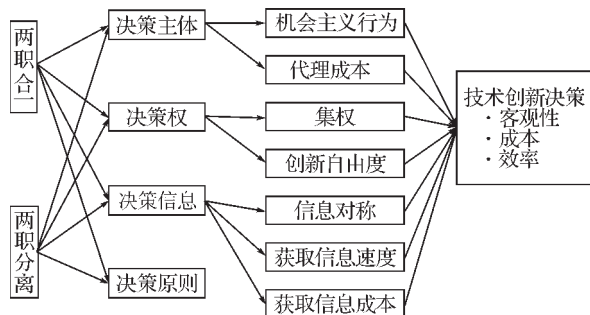 两职合一
两职分离
决策主体
决策权
决策信息
决策原则
机会主义行为
代理成本
集权
创新自由度
信息对称
获取信息速度
获取信息成本
技术创新决策
·客观性
·成本
·效率